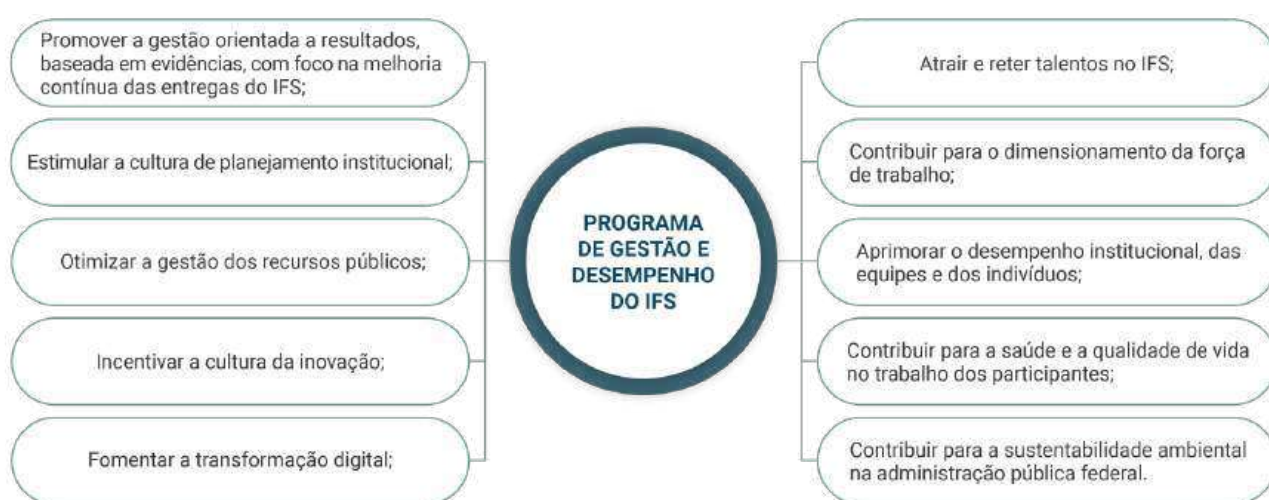 Promover a gestão orientada a resultados,
baseada em evidências, com foco na melhoria
contínua das entregas do IFS;
Estimular a cultura de planejamento institucional;
Otimizar a gestão dos recursos públicos;
Incentivar a cultura da inovação;
Fomentar a transformação digital;
PROGRAMA
DE GESTÃO E
DESEMPENHO
DO IFS
Atrair e reter talentos no IFS;
Contribuir para o dimensionamento da força
de trabalho;
Aprimorar o desempenho institucional, das
equipes e dos indivíduos;
Contribuir para a saúde e a qualidade de vida
no trabalho dos participantes;
Contribuir para a sustentabilidade ambiental
na administração pública federal.